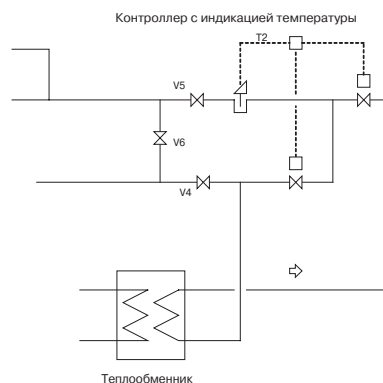 Контроллер с индикацией температуры
T2
V5
V6
V4
Теплообменник